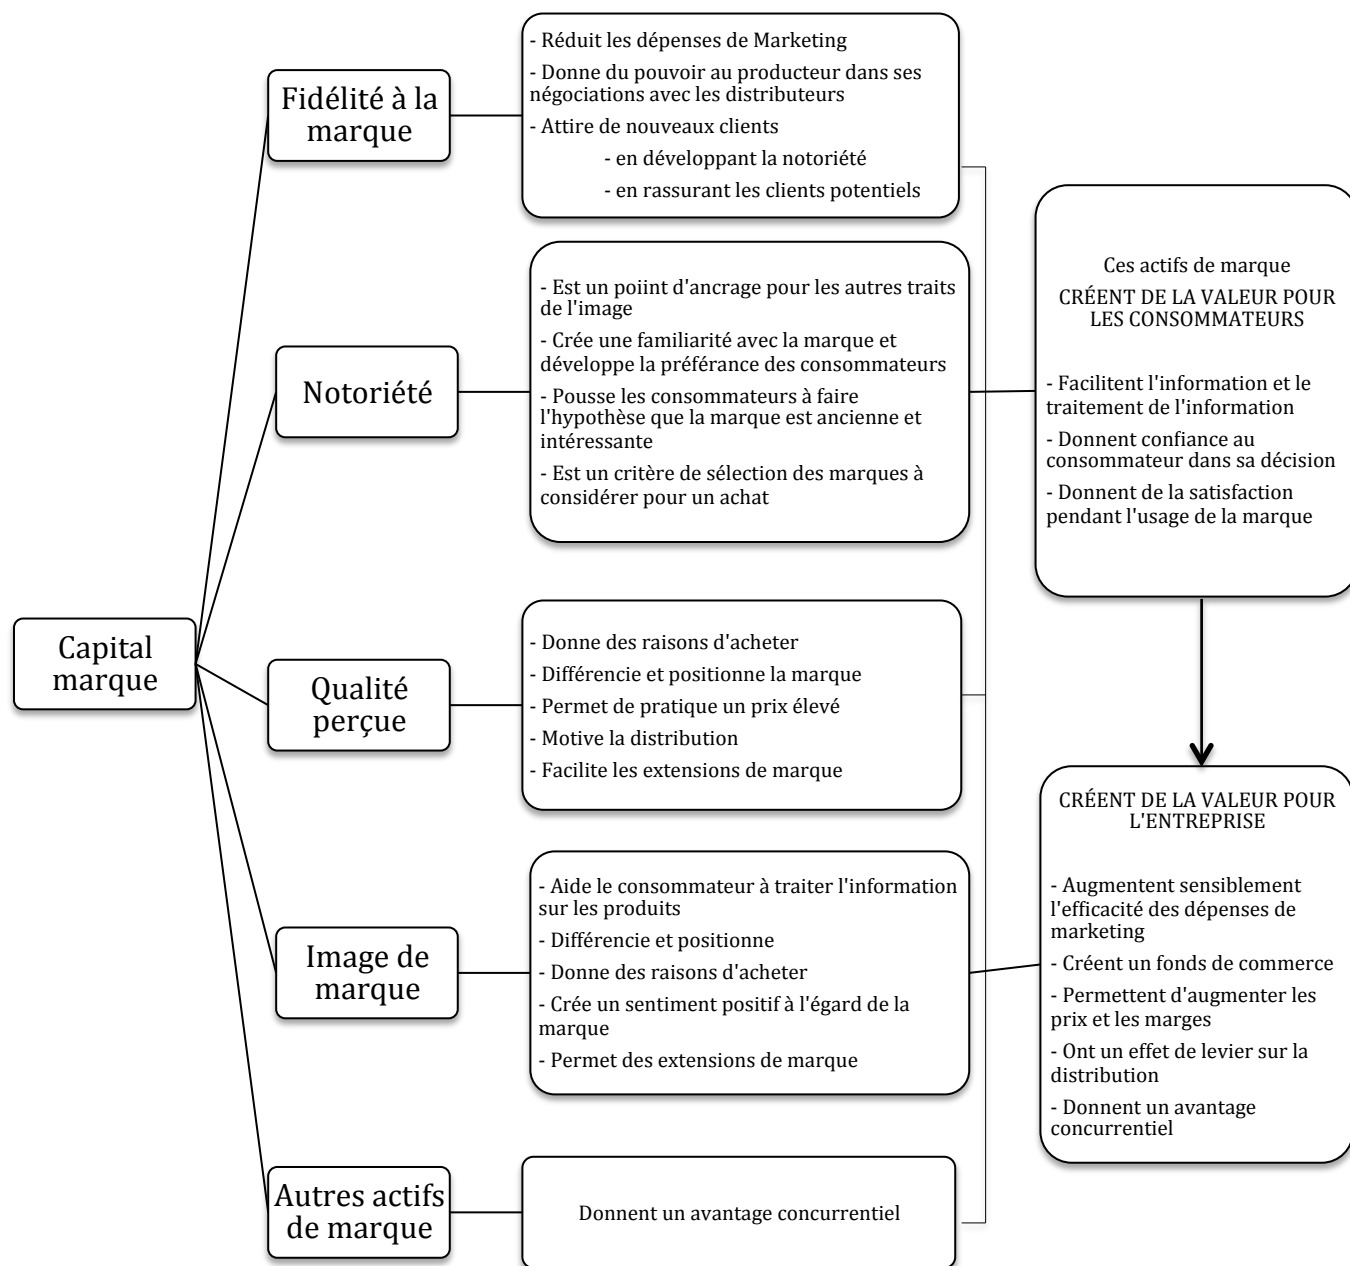 Capital
marque
Fidélité à la
marque
- Réduit les dépenses de Marketing
- Donne du pouvoir au producteur dans ses
négociations avec les distributeurs
- Attire de nouveaux clients
- en développant la notoriété
- en rassurant les clients potentiels
Notoriété
- Est un poiint d'ancrage pour les autres traits
de l'image
- Crée une familiarité avec la marque et
développe la préférance des consommateurs
- Pousse les consommateurs à faire
l'hypothèse que la marque est ancienne et
intéressante
- Est un critère de sélection des marques à
considérer pour un achat
Qualité
perçue
- Donne des raisons d'acheter
- Différencie et positionne la marque
- Permet de pratique un prix élevé
- Motive la distribution
- Facilite les extensions de marque
Image de
marque
- Aide le consommateur à traiter l'information
sur les produits
- Différencie et positionne
- Donne des raisons d'acheter
- Crée un sentiment positif à l'égard de la
marque
- Permet des extensions de marque
Autres actifs
de marque
Donnent un avantage concurrentiel
Ces actifs de marque
CRÉENT DE LA VALEUR POUR
LES CONSOMMATEURS
- Facilitent l'information et le
traitement de l'information
- Donnent confiance au
consommateur dans sa décision
- Donnent de la satisfaction
pendant l'usage de la marque
CRÉENT DE LA VALEUR POUR
L'ENTREPRISE
- Augmentent sensiblement
l'efficacité des dépenses de
marketing
- Créent un fonds de commerce
- Permettent d'augmenter les
prix et les marges
- Ont un effet de levier sur la
distribution
- Donnent un avantage
concurrentiel